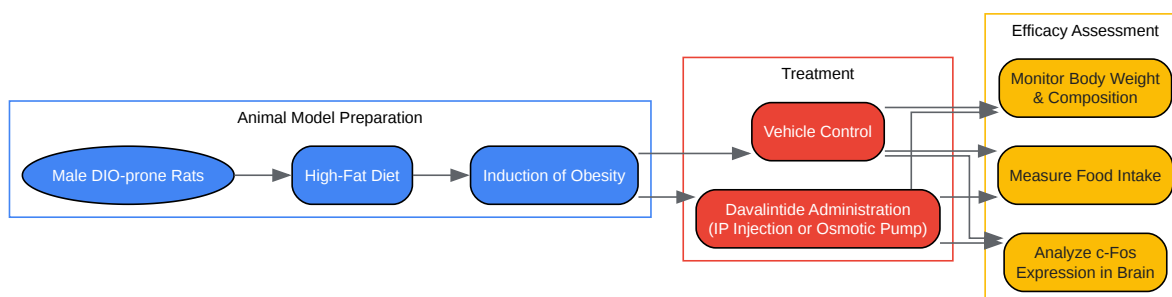 Animal Model Preparation
Male DIO-prone Rats
High-Fat Diet
Induction of Obesity
Treatment
Vehicle Control
Davalintide Administration
(IP Injection or Osmotic Pump)
Efficacy Assessment
Monitor Body Weight
& Composition
Measure Food Intake
Analyze c-Fos
Expression in Brain